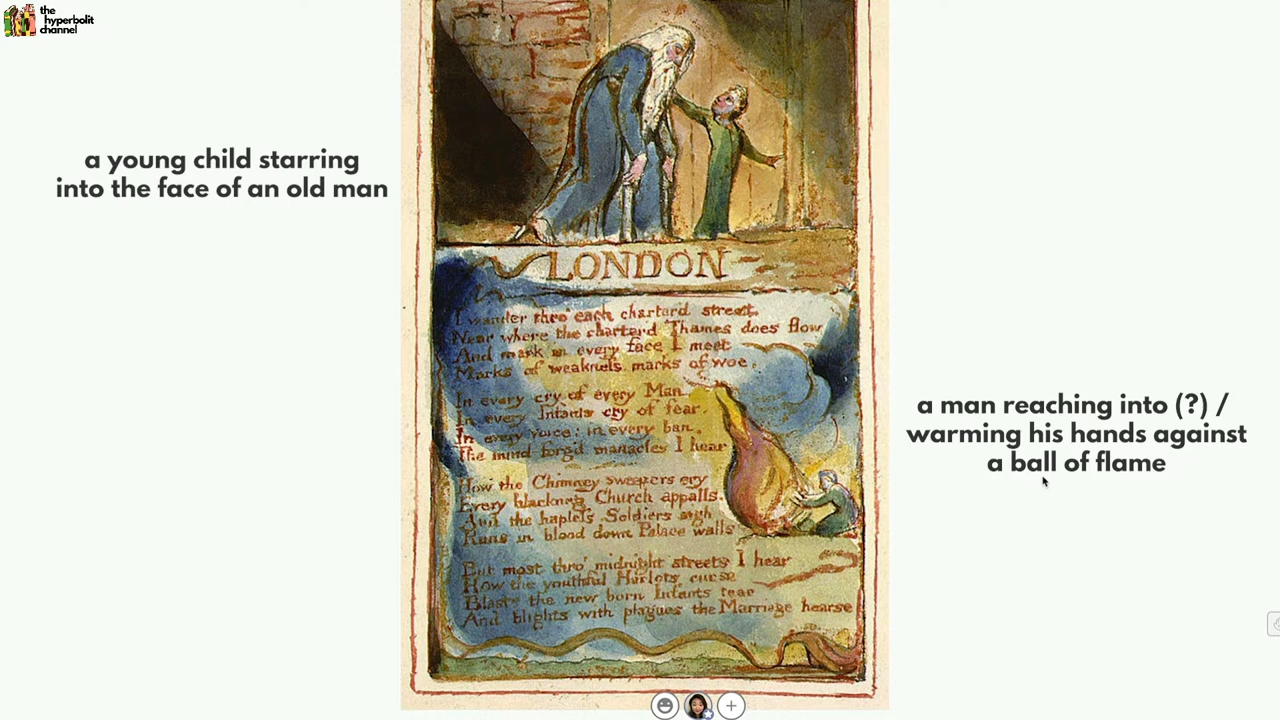 the
hyperbolit
channel
a young child starring
into the face of an old man
LONDON
I wander thro each charterd street,
Near where the charterd Thames does flow
And mark in every face I meet
Marks of weakness marks of woe.
In every cry of every Man,
In every Infants cry of fear,
In every voice; in every ban,
The mind-forg'd manacles I hear
How the Chimney sweepers cry
Every blackning Church appalls,
And the hapless Soldiers sigh
Runs in blood down Palace walls
But most thro' midnight streets I hear
How the youthful Harlots curse
Blasts the new born Infants tear
And blights with plagues the Marriage hearse
a man reaching into (?) /
warming his hands against
a ball of flame